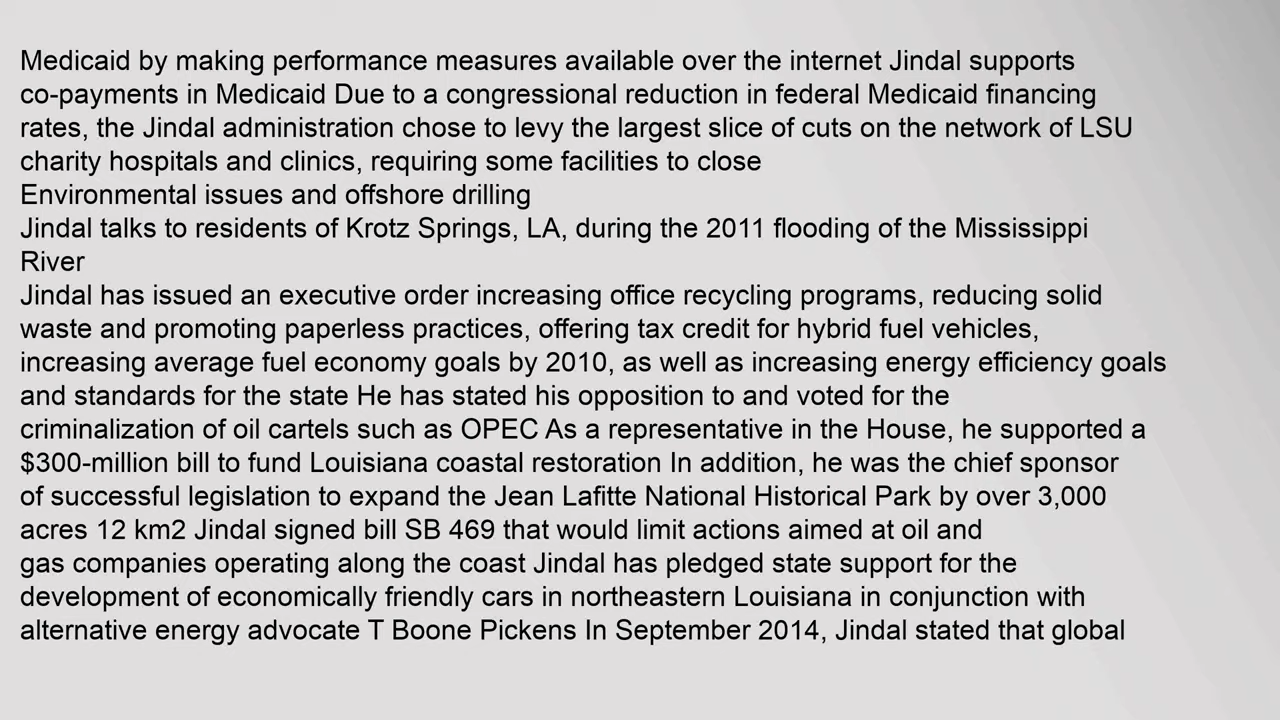 Medicaid by making performance measures available over the internet Jindal supports
co-payments in Medicaid Due to a congressional reduction in federal Medicaid financing
rates, the Jindal administration chose to levy the largest slice of cuts on the network of LSU
charity hospitals and clinics, requiring some facilities to close
Environmental issues and offshore drilling
Jindal talks to residents of Krotz Springs, LA, during the 2011 flooding of the Mississippi
River
Jindal has issued an executive order increasing office recycling programs, reducing solid
waste and promoting paperless practices, offering tax credit for hybrid fuel vehicles,
increasing average fuel economy goals by 2010, as well as increasing energy efficiency goals
and standards for the state He has stated his opposition to and voted for the
criminalization of oil cartels such as OPEC As a representative in the House, he supported a
$300-million bill to fund Louisiana coastal restoration In addition, he was the chief sponsor
of successful legislation to expand the Jean Lafitte National Historical Park by over 3,000
acres 12 km2 Jindal signed bill SB 469 that would limit actions aimed at oil and
gas companies operating along the coast Jindal has pledged state support for the
development of economically friendly cars in northeastern Louisiana in conjunction with
alternative energy advocate T Boone Pickens In September 2014, Jindal stated that global